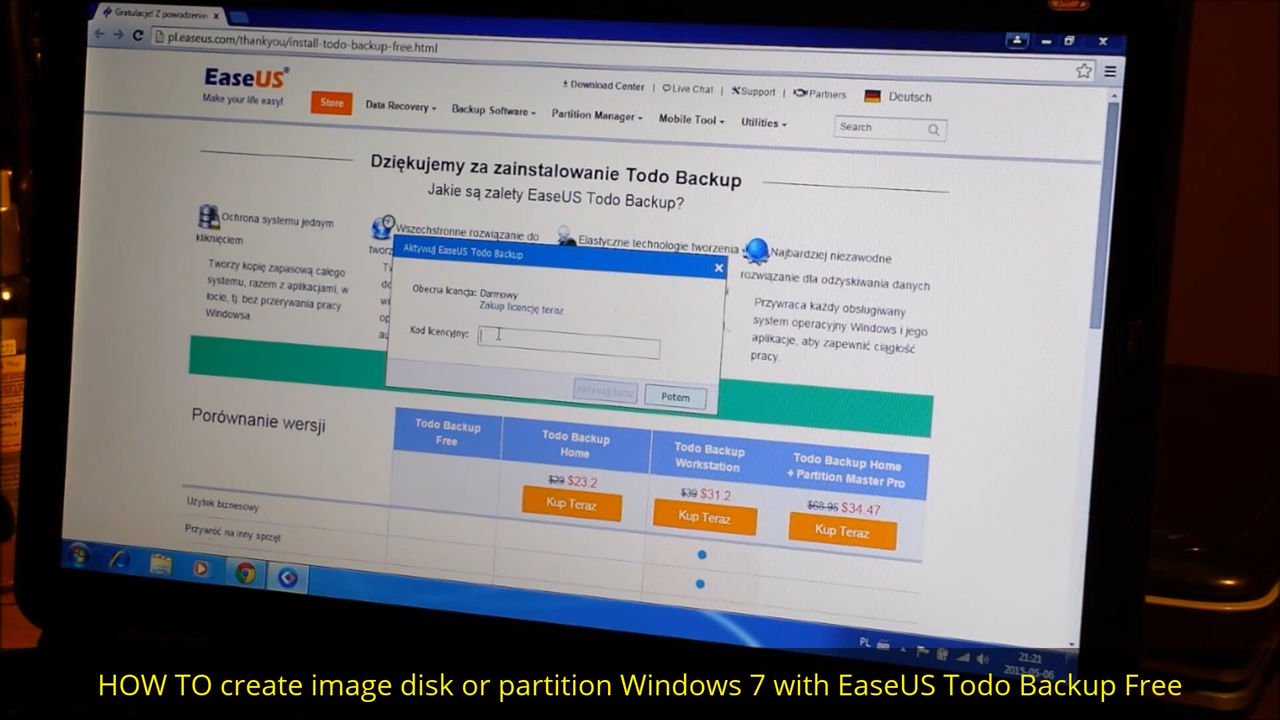 Gratulacje! Z powodzenie
pl.easeus.com/thankyou/install-todo-backup-free.html
EaseUS®
Make your life easy!
Download Center | Live Chat | Support | Partners Deutsch
Store Data Recovery Backup Software Partition Manager Mobile Tool Utilities Search
Dziękujemy za zainstalowanie Todo Backup
Jakie są zalety EaseUS Todo Backup?
Ochrona systemu jednym
kliknięciem
Tworzy kopię zapasową całego
systemu, razem z aplikacjami, w
locie, tj. bez przerywania pracy
Windowsa.
Wszechstronne rozwiązanie do
tworz
Elastyczne technologie tworzenia
Najbardziej niezawodne
rozwiązanie do odzyskiwania danych
Przywraca każdy obsługiwany
system operacyjny Windows i jego
aplikacje, aby zapewnić ciągłość
pracy.
Aktywuj EaseUS Todo Backup
Obecna licencja: Darmowy
Zakup licencję teraz
Kod licencyjny:
Aktywuj teraz Potem
Porównanie wersji
Todo Backup
Free
Todo Backup
Home
Todo Backup
Workstation
Todo Backup Home
+ Partition Master Pro
$29 $23.2
$39 $31.2
$68.95 $34.47
Kup Teraz Kup Teraz Kup Teraz
Użytek biznesowy
Przywróć na inny sprzęt
PL
21:21
2015-05-06
HOW TO create image disk or partition Windows 7 with EaseUS Todo Backup Free